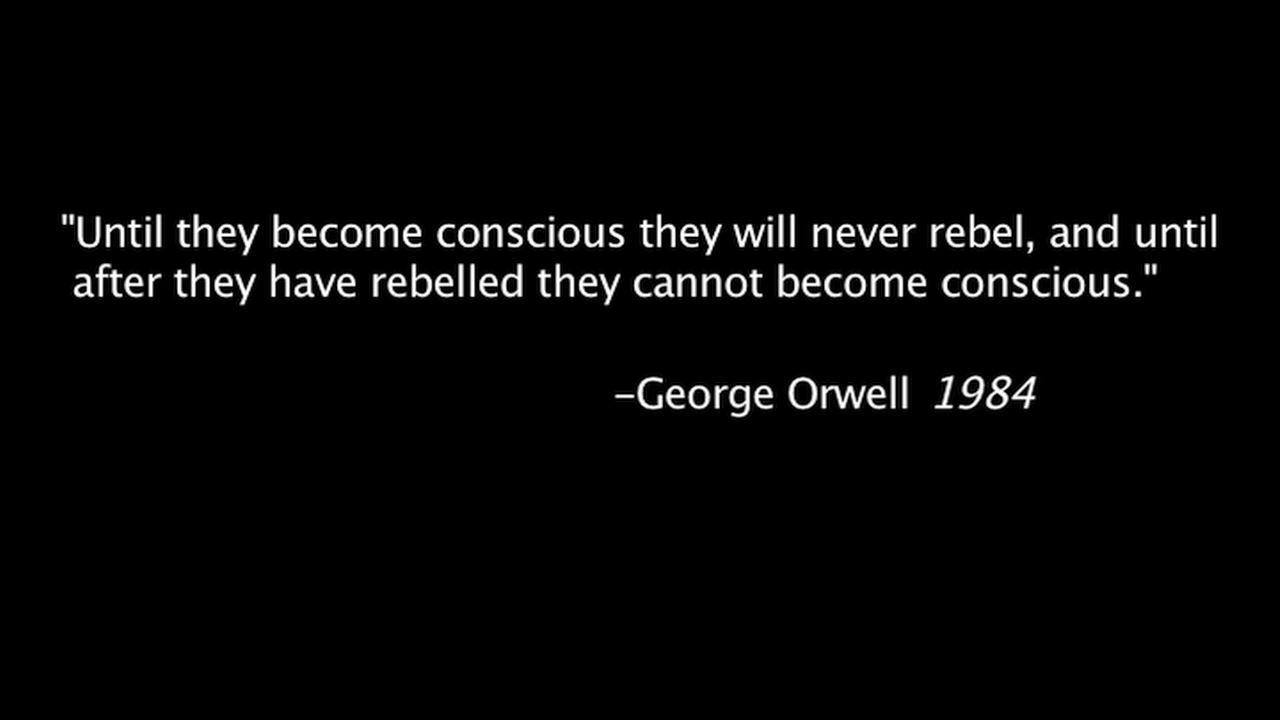 "Until they become conscious they will never rebel, and until
after they have rebelled they cannot become conscious."
–George Orwell 1984